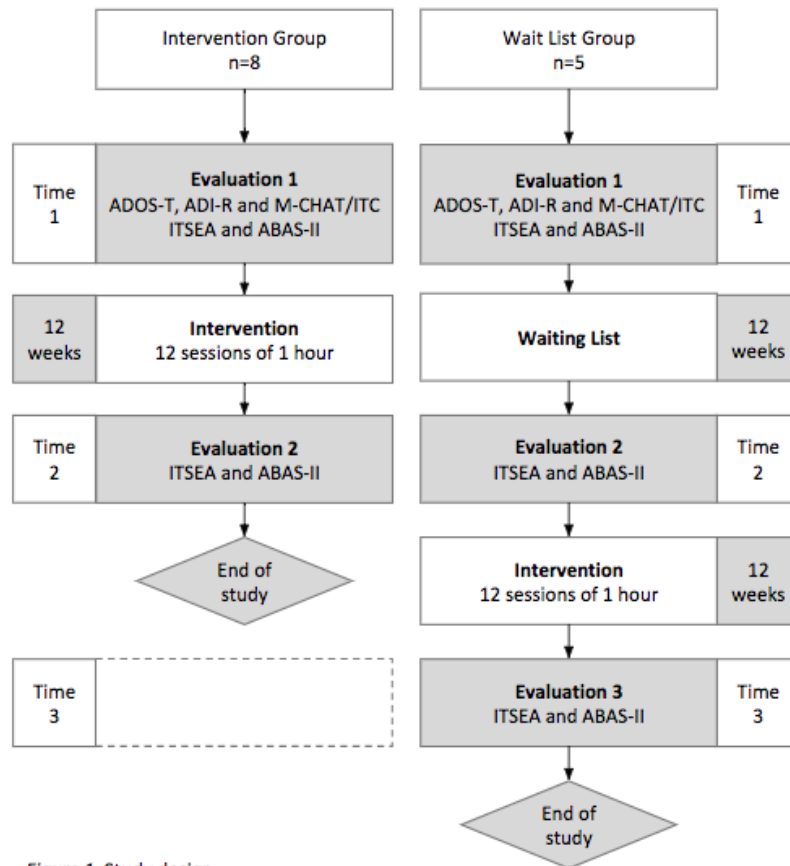 Intervention Group
n=8
Wait List Group
n=5
Time
1
Evaluation 1
ADOS-T, ADI-R and M-CHAT/ITC
ITSEA and ABAS-II
Evaluation 1
ADOS-T, ADI-R and M-CHAT/ITC
ITSEA and ABAS-II
Time
1
12
weeks
Intervention
12 sessions of 1 hour
Waiting List
12
weeks
Time
2
Evaluation 2
ITSEA and ABAS-II
Evaluation 2
ITSEA and ABAS-II
Time
2
End of
study
Intervention
12 sessions of 1 hour
12
weeks
Time
3
Evaluation 3
ITSEA and ABAS-II
Time
3
End of
study
Figure 1. Study design